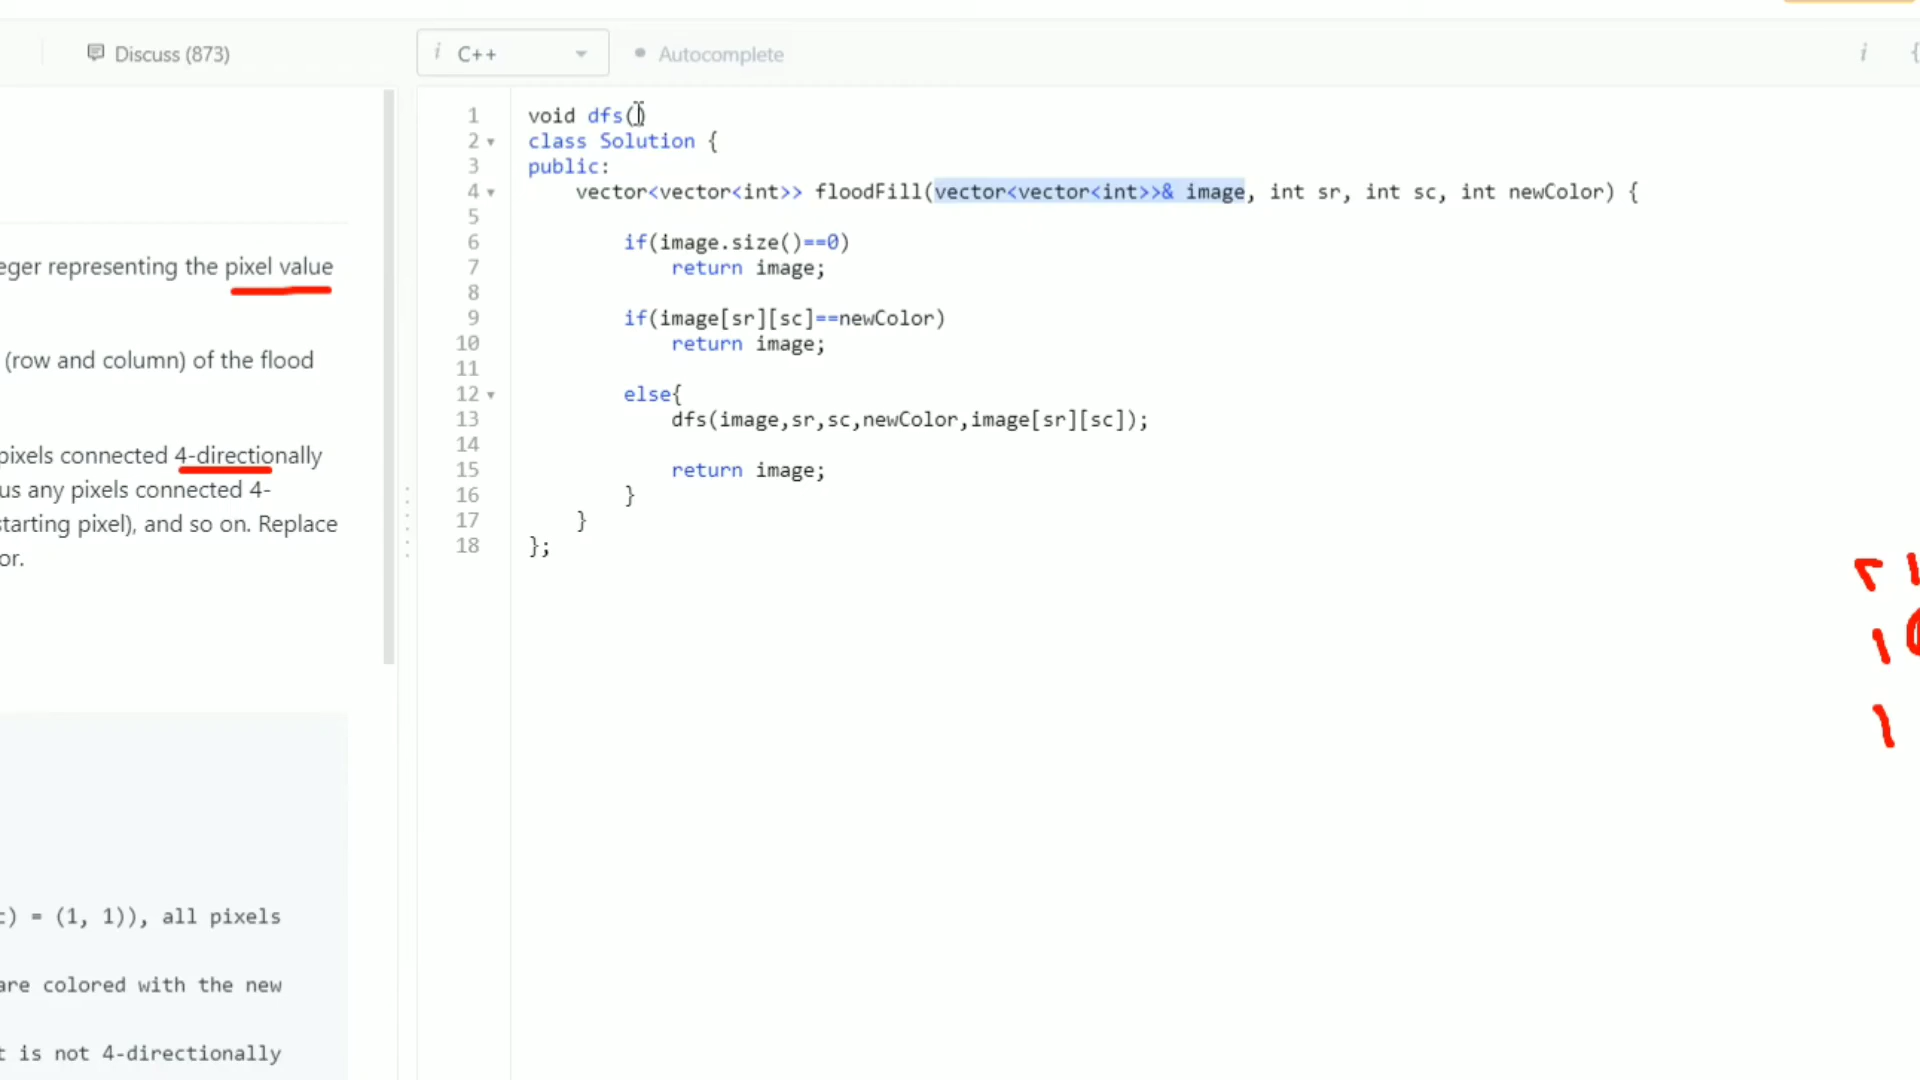 Discuss (873)
i C++
Autocomplete
i {
eger representing the pixel value
(row and column) of the flood
pixels connected 4-directionally
us any pixels connected 4-
starting pixel), and so on. Replace
or.
c) = (1, 1)), all pixels
are colored with the new
t is not 4-directionally
1 void dfs()
2 class Solution {
3 public:
4 vector<vector<int>> floodFill(vector<vector<int>>& image, int sr, int sc, int newColor) {
5
6 if(image.size()==0)
7 return image;
8
9 if(image[sr][sc]==newColor)
10 return image;
11
12 else{
13 dfs(image,sr,sc,newColor,image[sr][sc]);
14
15 return image;
16 }
17 }
18 };
1
1